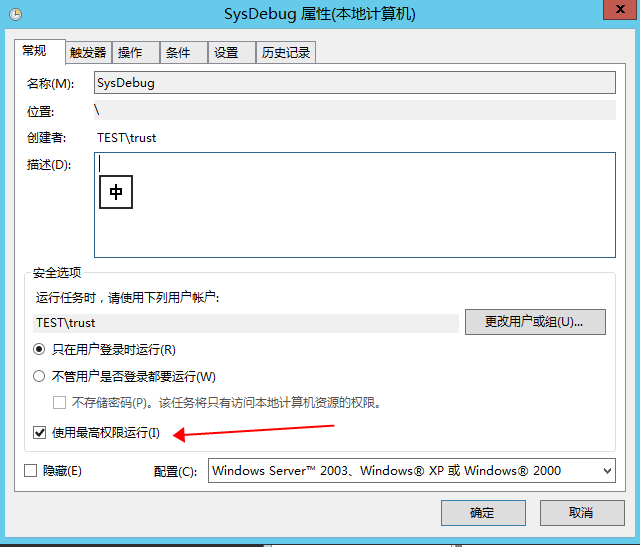 SysDebug 属性(本地计算机)
x
常规 触发器 操作 条件 设置 历史记录
名称(M): SysDebug
位置: \
创建者: TEST\trust
描述(D):
中
安全选项
运行任务时，请使用下列用户帐户:
TEST\trust 更改用户或组(U)...
只在用户登录时运行(R)
不管用户是否登录都要运行(W)
不存储密码(P)。该任务将只有访问本地计算机资源的权限。
使用最高权限运行(I)
隐藏(E) 配置(C): Windows Server™ 2003、Windows® XP 或 Windows® 2000
确定 取消